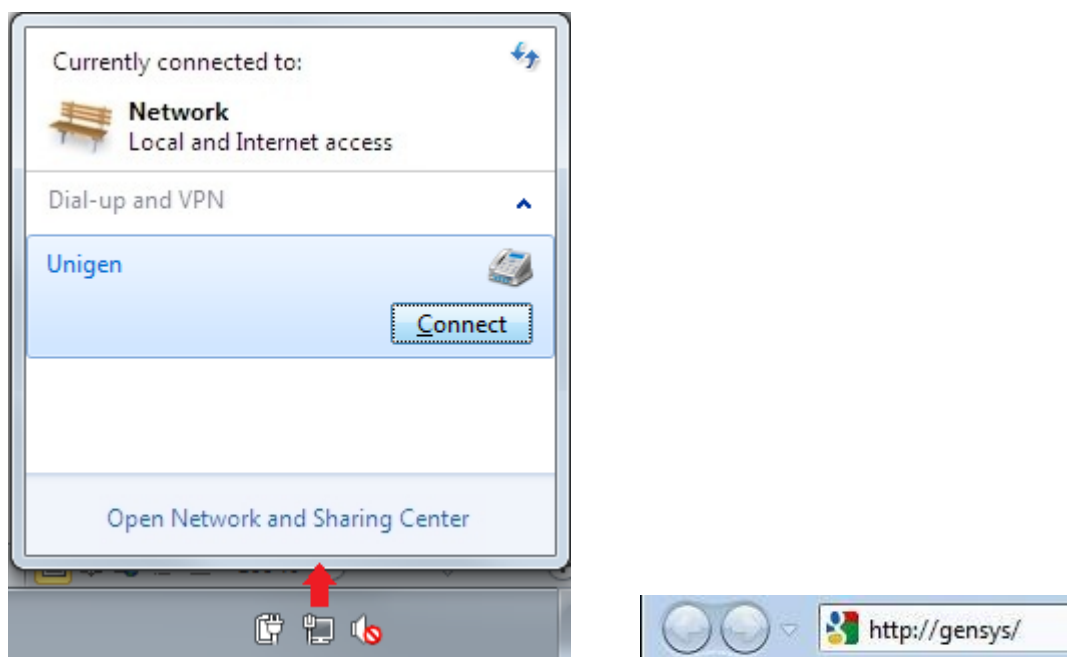 Currently connected to:
Network
Local and Internet access
Dial-up and VPN
Unigen
Connect
Open Network and Sharing Center
http://gensys/